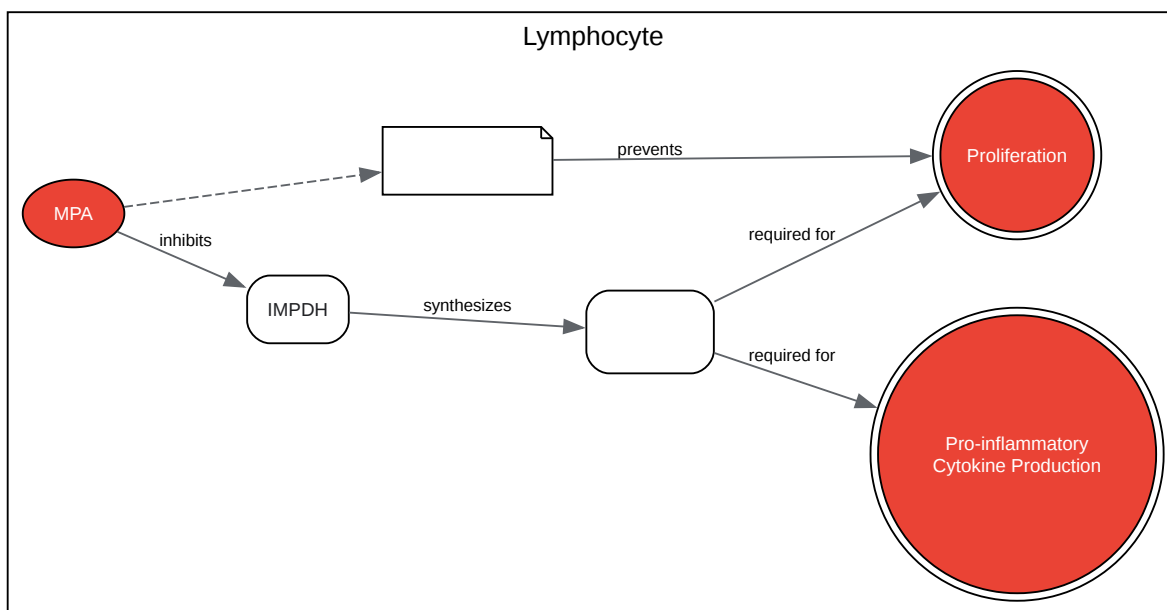 Lymphocyte
prevents
Proliferation
MPA
inhibits
required for
IMPDH
synthesizes
required for
Pro-inflammatory
Cytokine Production